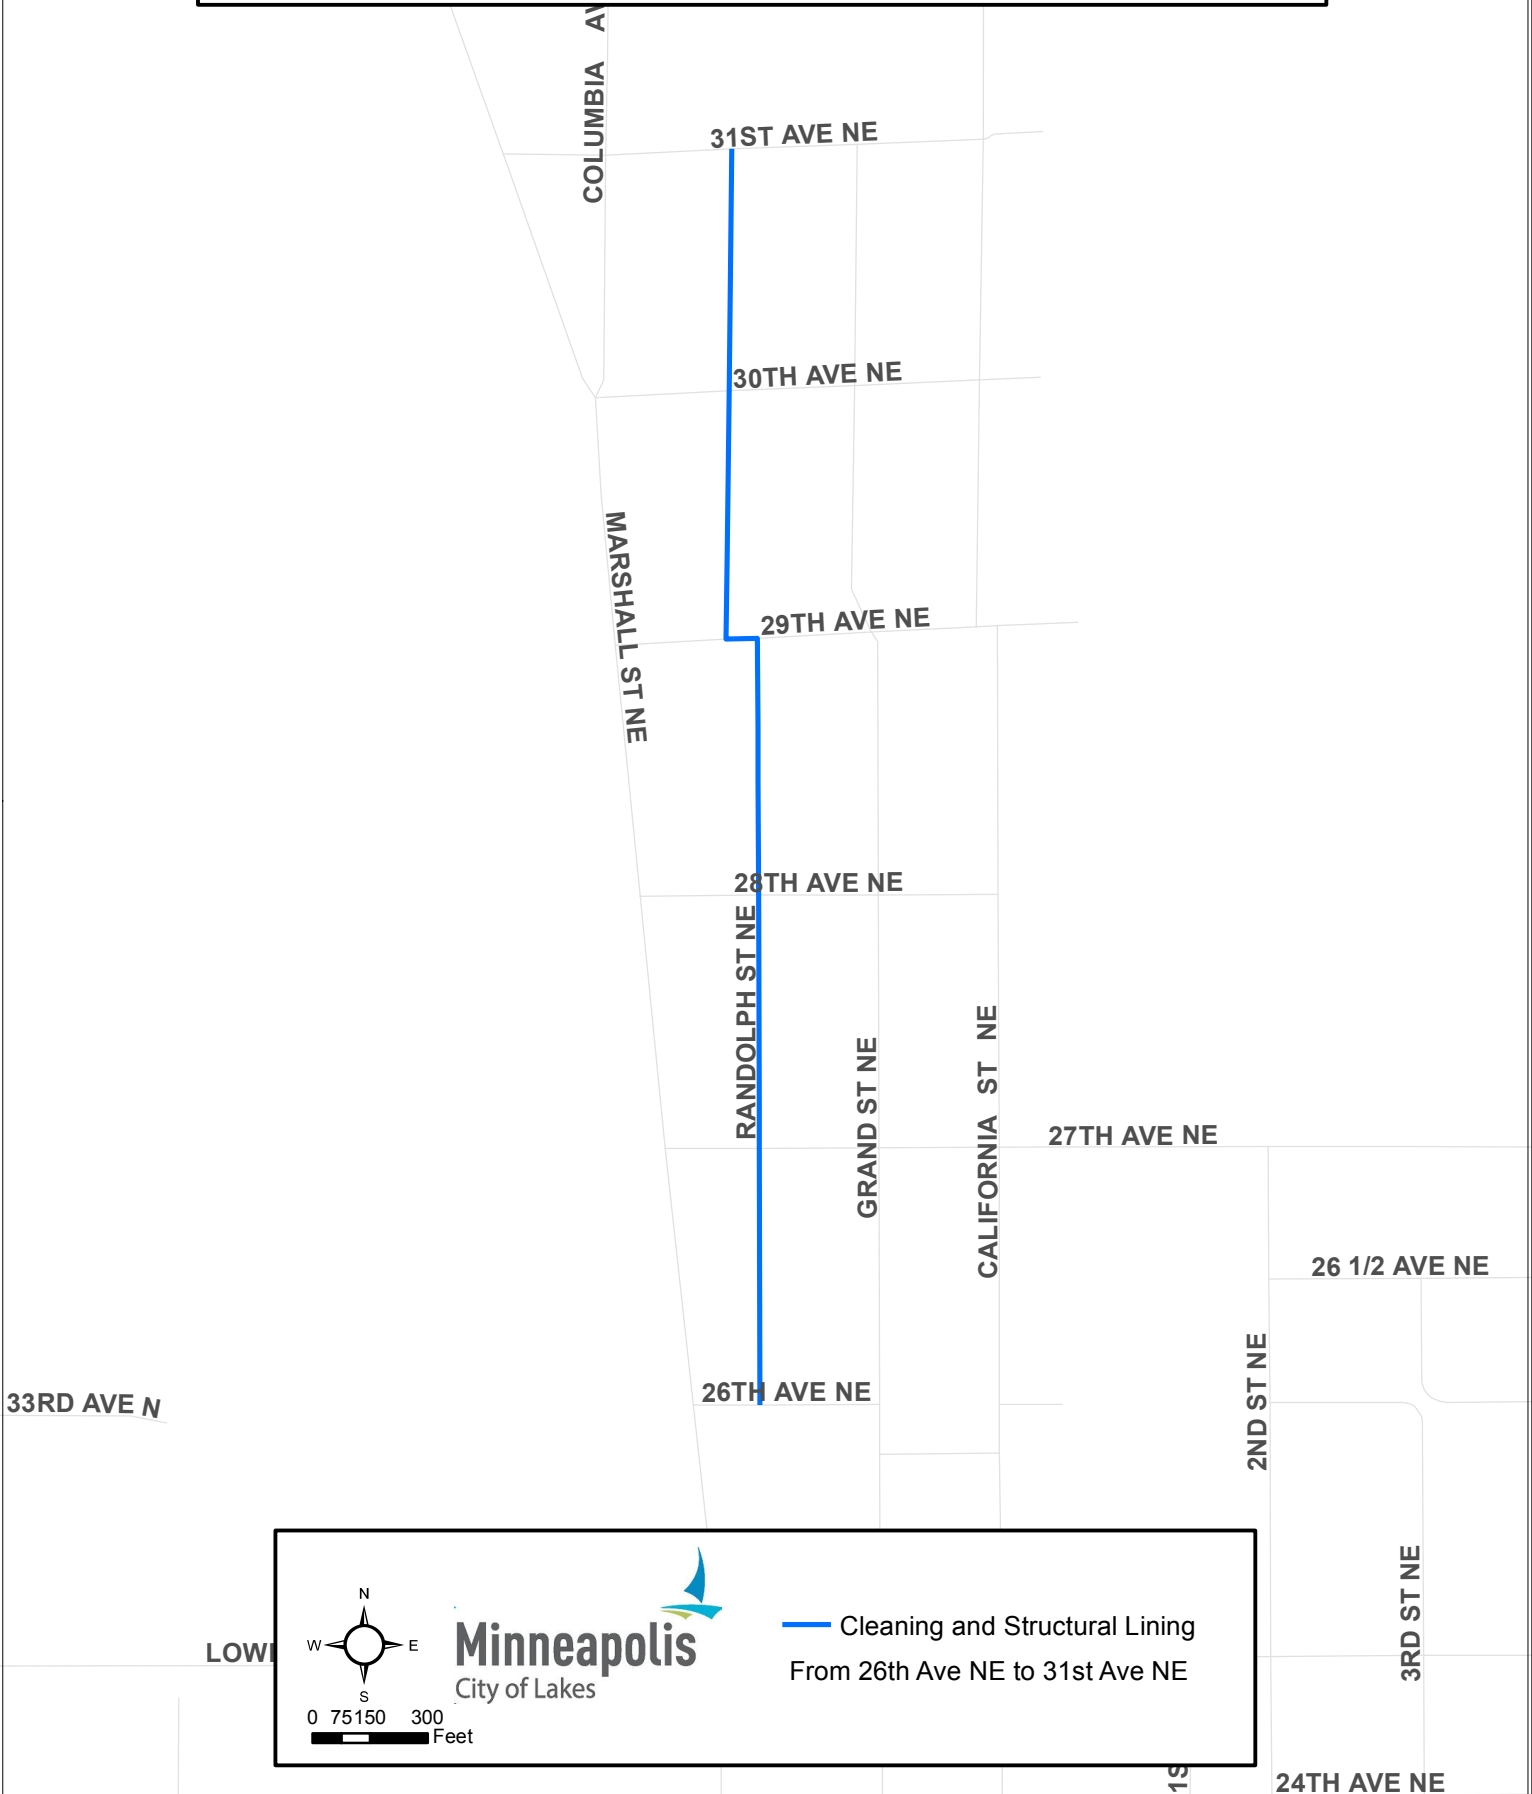 COLUMBIA
31ST AVE NE
30TH AVE NE
MARSHALL ST NE
29TH AVE NE
28TH AVE NE
RANDOLPH ST NE
GRAND ST NE
CALIFORNIA ST NE
27TH AVE NE
26 1/2 AVE NE
2ND ST NE
26TH AVE NE
33RD AVE N
3RD ST NE
N
W E
S
Minneapolis
City of Lakes
Cleaning and Structural Lining
From 26th Ave NE to 31st Ave NE
0 75 150 300
Feet
24TH AVE NE